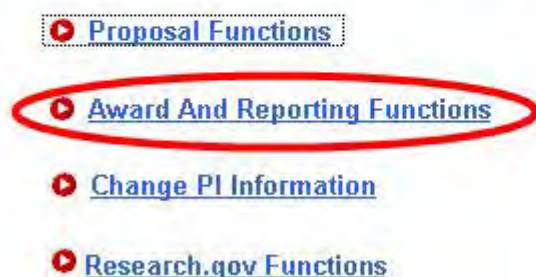 Proposal Functions
Award And Reporting Functions
Change PI Information
Research.gov Functions